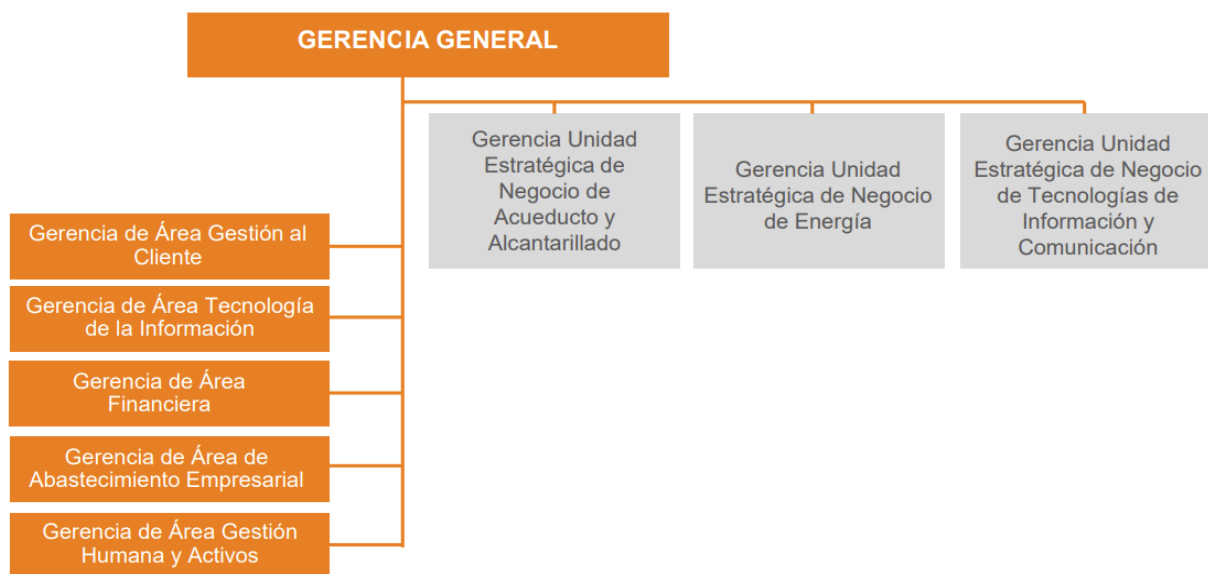 GERENCIA GENERAL
Gerencia Unidad
Estratégica de
Negocio de
Acueducto y
Alcantarillado
Gerencia Unidad
Estratégica de Negocio
de Energía
Gerencia Unidad
Estratégica de Negocio
de Tecnologías de
Información y
Comunicación
Gerencia de Área Gestión al
Cliente
Gerencia de Área Tecnología
de la Información
Gerencia de Área
Financiera
Gerencia de Área de
Abastecimiento Empresarial
Gerencia de Área Gestión
Humana y Activos